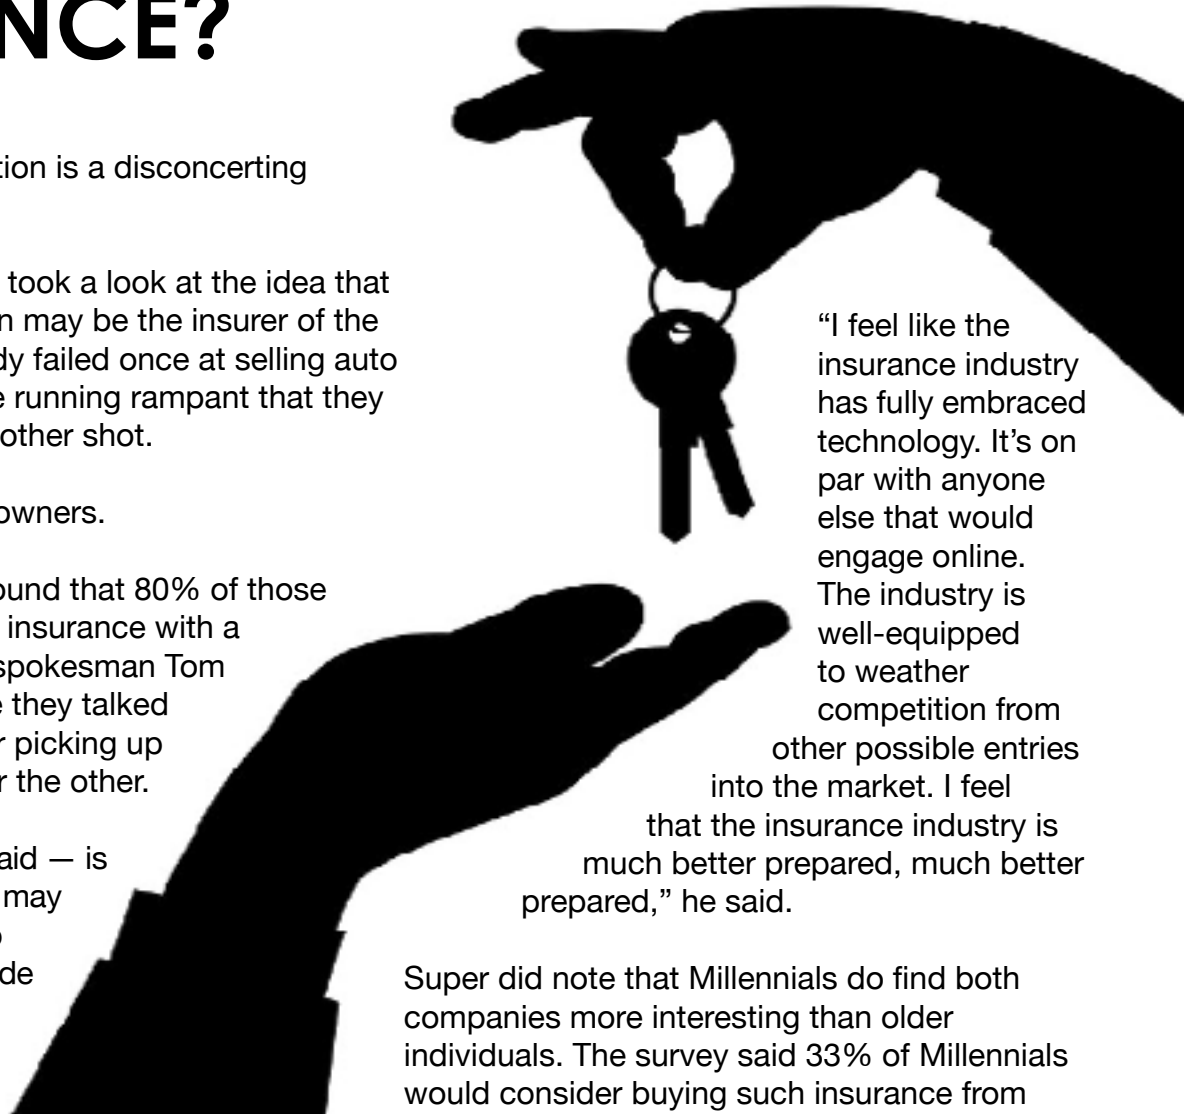 NCE?
tion is a disconcerting
took a look at the idea that
n may be the insurer of the
dy failed once at selling auto
e running rampant that they
other shot.
owners.
ound that 80% of those
insurance with a
spokesman Tom
e they talked
r picking up
r the other.
aid — is
may
de
“I feel like the
insurance industry
has fully embraced
technology. It’s on
par with anyone
else that would
engage online.
The industry is
well-equipped
to weather
competition from
other possible entries
into the market. I feel
that the insurance industry is
much better prepared, much better
prepared,” he said.
Super did note that Millennials do find both
companies more interesting than older
individuals. The survey said 33% of Millennials
would consider buying such insurance from